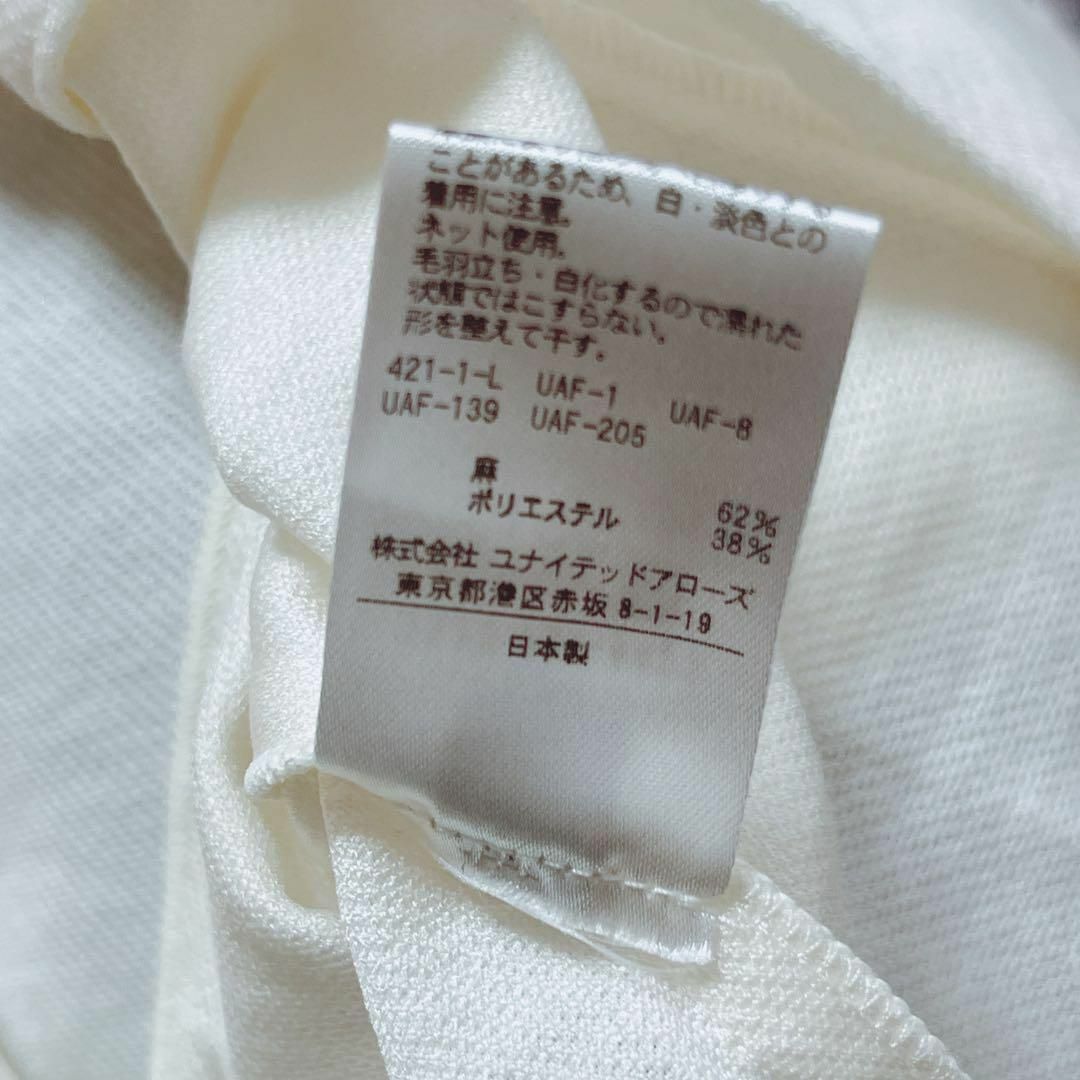 ことがあるため、白・淡色との
着用に注意.
ネット使用.
毛羽立ち・白化するので濡れた
状態ではこすらない.
形を整えて干す.
421-1-L UAF-1 UAF-8
UAF-139 UAF-205
麻 62%
ポリエステル 38%
株式会社 ユナイテッドアローズ
東京都港区赤坂 8-1-19
日本製